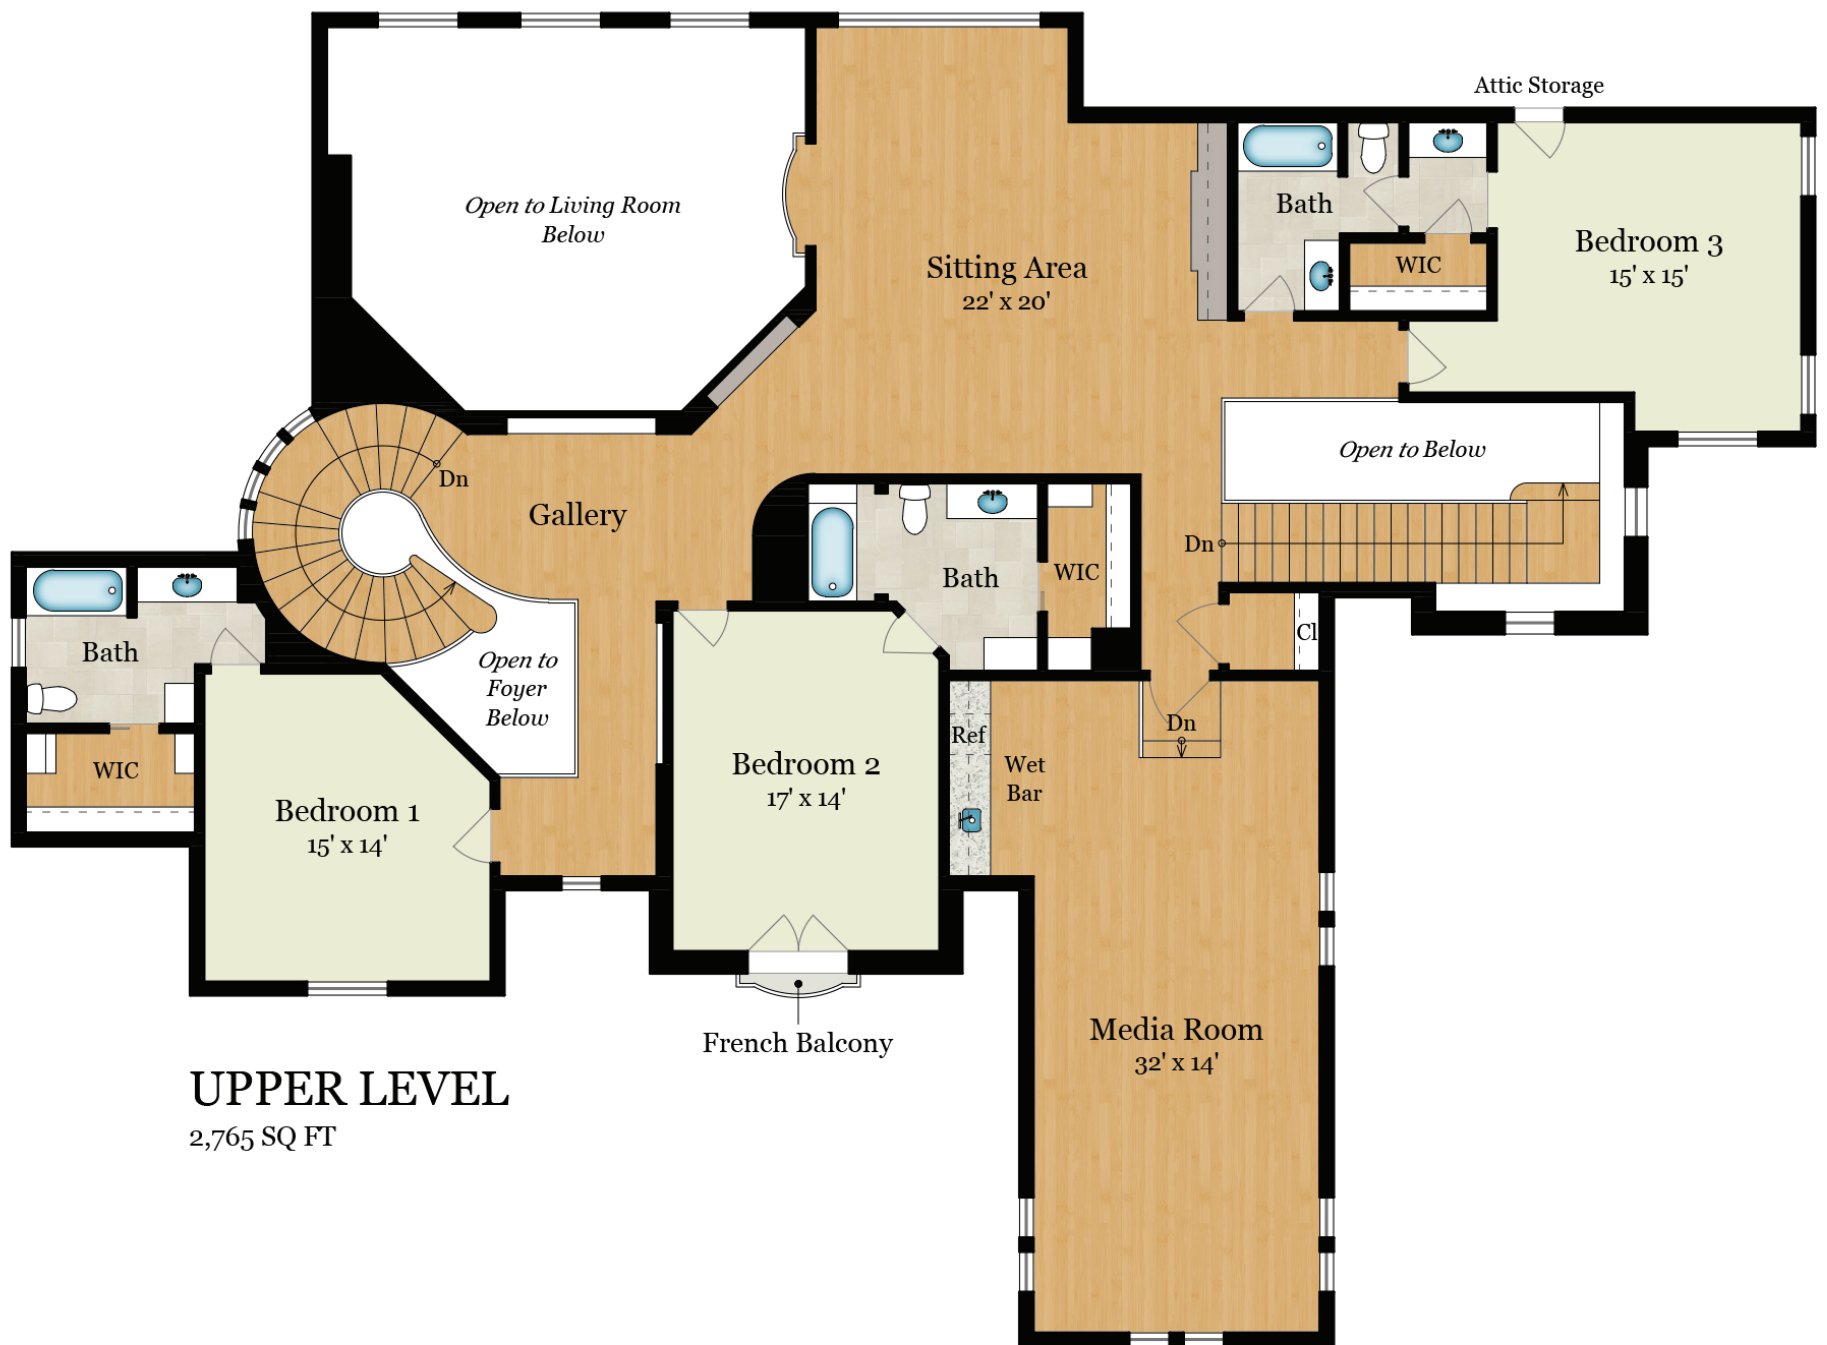 Attic Storage
Open to Living Room
Below
Sitting Area
22' x 20'
Bath
WIC
Bedroom 3
15' x 15'
Open to Below
Dn
Gallery
Dn
Bath
WIC
Cl
Bath
WIC
Open to
Foyer
Below
Bedroom 1
15' x 14'
Bedroom 2
17' x 14'
Ref
Wet
Bar
Dn
Media Room
32' x 14'
French Balcony
UPPER LEVEL
2,765 SQ FT